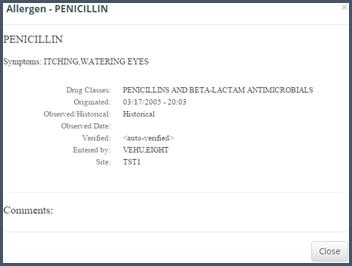 Allergen - PENICILLIN
×
PENICILLIN
Symptoms: ITCHING,WATERING EYES
Drug Classes: PENICILLINS AND BETA-LACTAM ANTIMICROBIALS
Originated: 03/17/2005 - 20:03
Observed/Historical: Historical
Observed Date:
Verified: <auto-verified>
Entered by: VEHU,EIGHT
Site: TST1
Comments:
Close